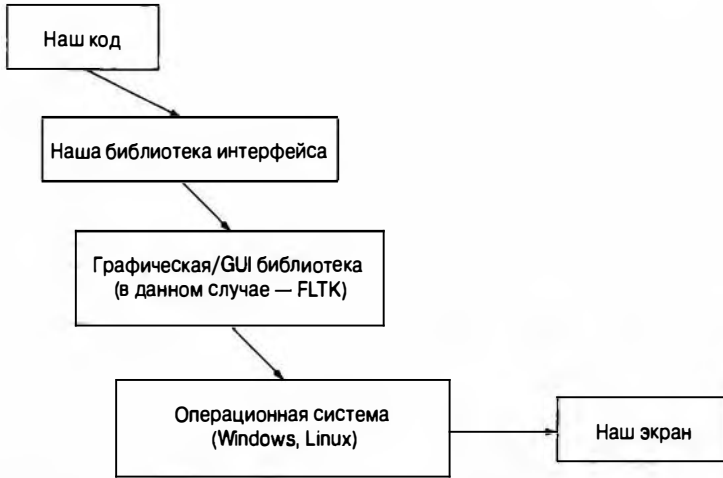 Наш код
Наша библиотека интерфейса
Графическая/GUI библиотека
(в данном случае — FLTK)
Операционная система
(Windows, Linux)
Наш экран